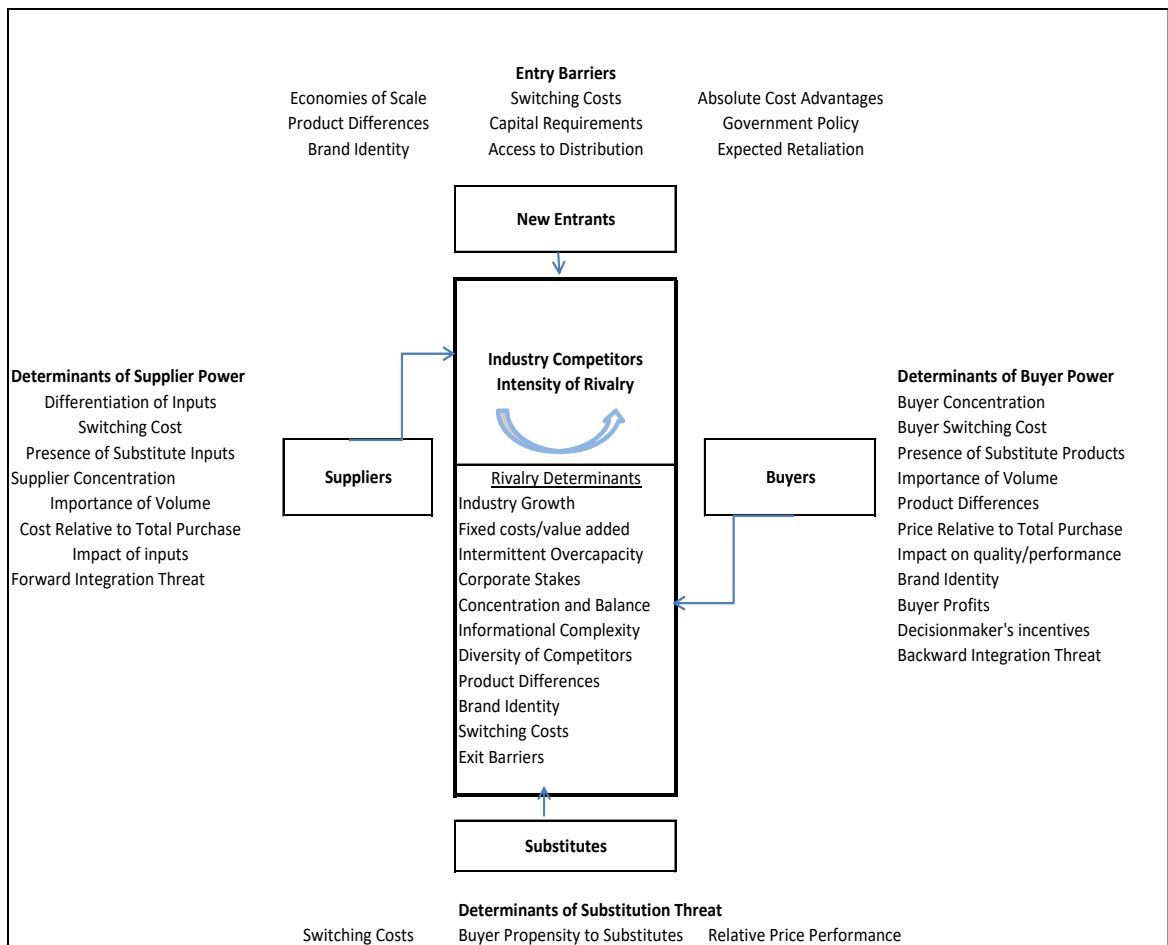 Entry Barriers
Economies of Scale Switching Costs Absolute Cost Advantages
Product Differences Capital Requirements Government Policy
Brand Identity Access to Distribution Expected Retaliation
New Entrants
Industry Competitors
Intensity of Rivalry
Determinants of Supplier Power
Differentiation of Inputs
Switching Cost
Presence of Substitute Inputs
Supplier Concentration
Importance of Volume
Cost Relative to Total Purchase
Impact of inputs
Forward Integration Threat
Suppliers
Rivalry Determinants
Industry Growth
Fixed costs/value added
Intermittent Overcapacity
Corporate Stakes
Concentration and Balance
Informational Complexity
Diversity of Competitors
Product Differences
Brand Identity
Switching Costs
Exit Barriers
Buyers
Determinants of Buyer Power
Buyer Concentration
Buyer Switching Cost
Presence of Substitute Products
Importance of Volume
Product Differences
Price Relative to Total Purchase
Impact on quality/performance
Brand Identity
Buyer Profits
Decisionmaker's incentives
Backward Integration Threat
Substitutes
Determinants of Substitution Threat
Switching Costs Buyer Propensity to Substitutes Relative Price Performance